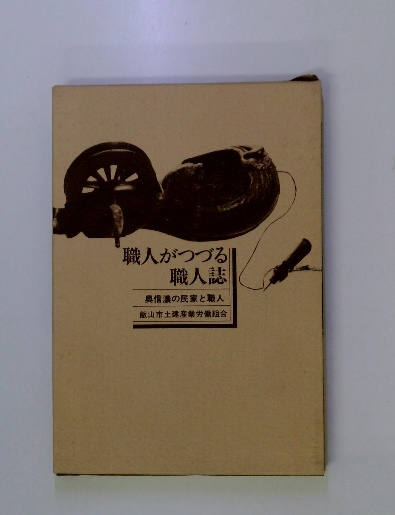 職人がつづる
職人誌
奥信濃の民家と職人
飯山市土建産業労働組合